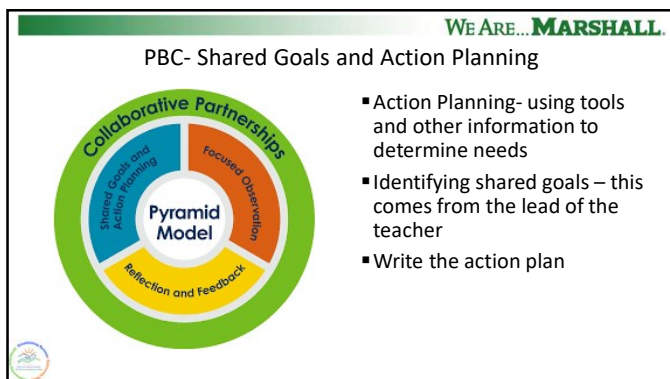 WE ARE... MARSHALL.
PBC- Shared Goals and Action Planning
Collaborative Partnerships
Shared Goals and
Action Planning
Focused Observation
Pyramid
Model
Reflection and Feedback
▪Action Planning- using tools
and other information to
determine needs
▪Identifying shared goals – this
comes from the lead of the
teacher
▪Write the action plan